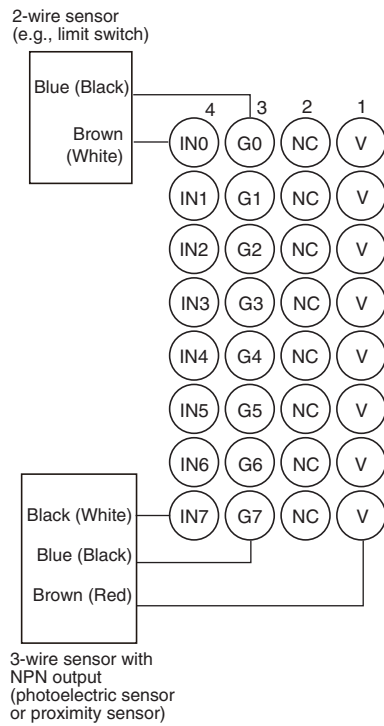 2-wire sensor
(e.g., limit switch)
Blue (Black)
Brown
(White)
4 3 2 1
IN0 G0 NC V
IN1 G1 NC V
IN2 G2 NC V
IN3 G3 NC V
IN4 G4 NC V
IN5 G5 NC V
IN6 G6 NC V
IN7 G7 NC V
Black (White)
Blue (Black)
Brown (Red)
3-wire sensor with
NPN output
(photoelectric sensor
or proximity sensor)